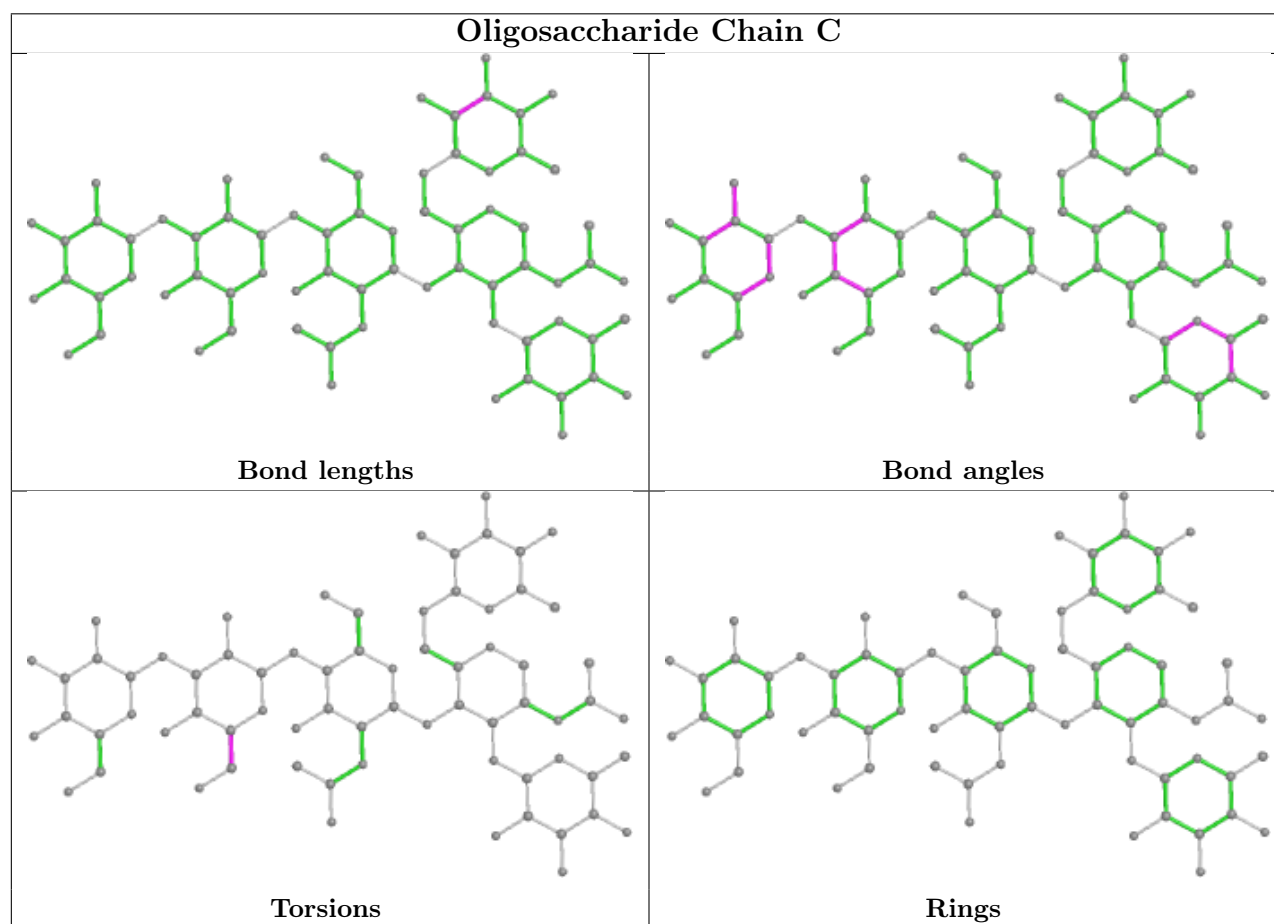 Oligosaccharide Chain C
Bond lengths
Bond angles
Torsions
Rings